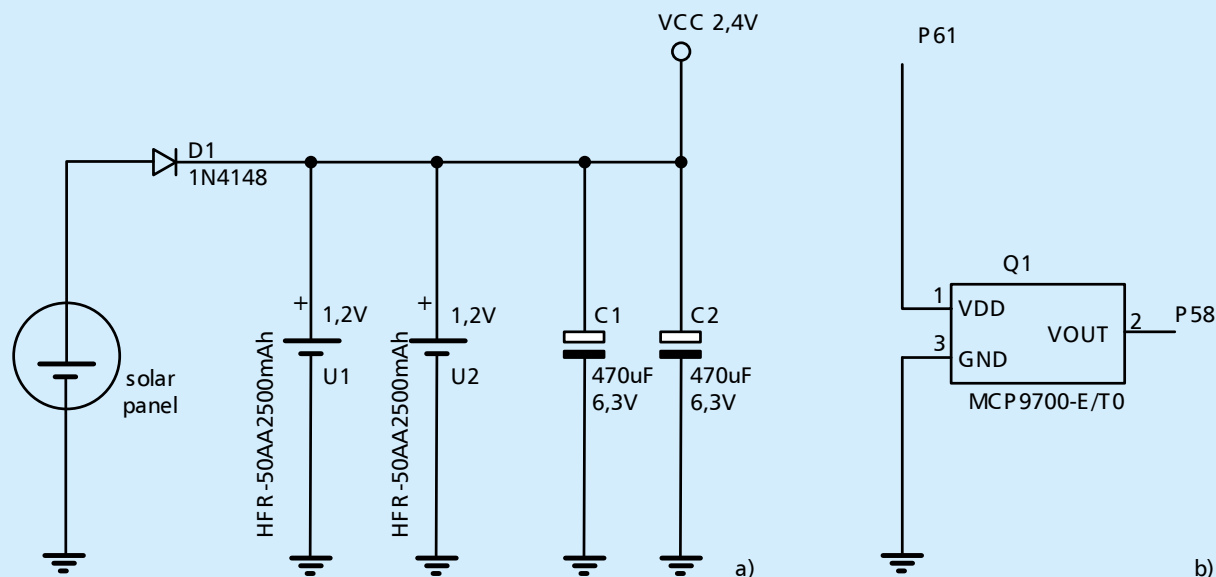 VCC 2,4V
P61
D1
1N4148
Q1
1
VDD
+
1,2V
+
1,2V
C1
C2
VOUT
2
P58
3
GND
HFR-50AA2500mAh
U1
HFR-50AA2500mAh
U2
470uF
6,3V
470uF
6,3V
solar
panel
MCP9700-E/T0
a)
b)